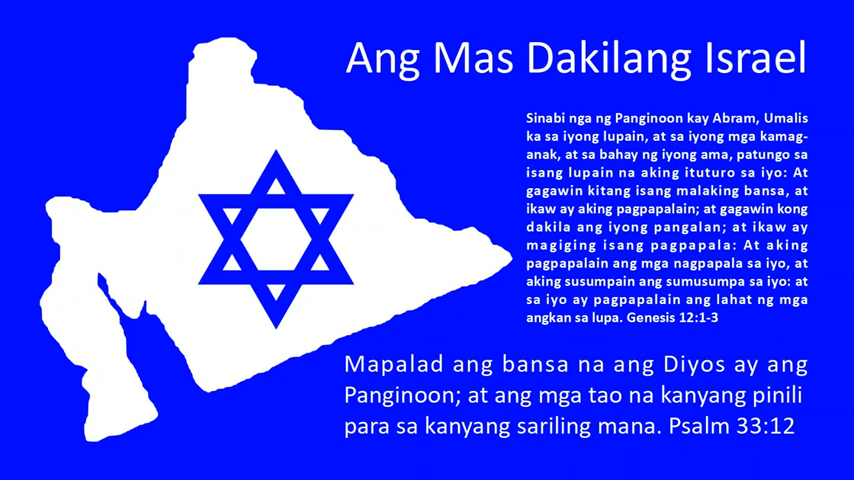 Ang Mas Dakilang Israel
Sinabi nga ng Panginoon kay Abram, Umalis
ka sa iyong lupain, at sa iyong mga kamag-
anak, at sa bahay ng iyong ama, patungo sa
isang lupain na aking ituturo sa iyo: At
gagawin kitang isang malaking bansa, at
ikaw ay aking pagpapalain; at gagawin kong
dakila ang iyong pangalan; at ikaw ay
magiging isang pagpapala: At aking
pagpapalain ang mga nagpapala sa iyo, at
aking susumpain ang sumusumpa sa iyo: at
sa iyo ay pagpapalain ang lahat ng mga
angkan sa lupa. Genesis 12:1-3
Mapalad ang bansa na ang Diyos ay ang
Panginoon; at ang mga tao na kanyang pinili
para sa kanyang sariling mana. Psalm 33:12